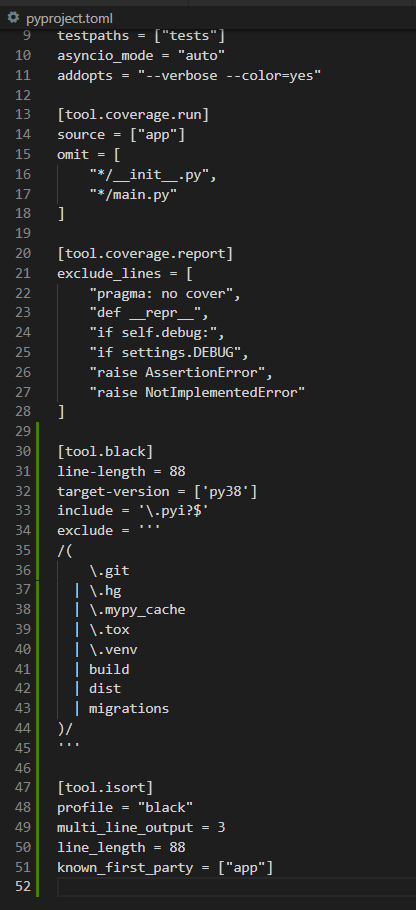 pyproject.toml
9 testpaths = ["tests"]
10 asyncio_mode = "auto"
11 addopts = "--verbose --color=yes"
12
13 [tool.coverage.run]
14 source = ["app"]
15 omit = [
16     "*/__init__.py",
17     "*/main.py"
18 ]
19
20 [tool.coverage.report]
21 exclude_lines = [
22     "pragma: no cover",
23     "def __repr__",
24     "if self.debug:",
25     "if settings.DEBUG",
26     "raise AssertionError",
27     "raise NotImplementedError"
28 ]
29
30 [tool.black]
31 line-length = 88
32 target-version = ['py38']
33 include = '\.pyi?$'
34 exclude = '''
35 /(
36     \.git
37   | \.hg
38   | \.mypy_cache
39   | \.tox
40   | \.venv
41   | build
42   | dist
43   | migrations
44 )/
45 '''
46
47 [tool.isort]
48 profile = "black"
49 multi_line_output = 3
50 line_length = 88
51 known_first_party = ["app"]
52